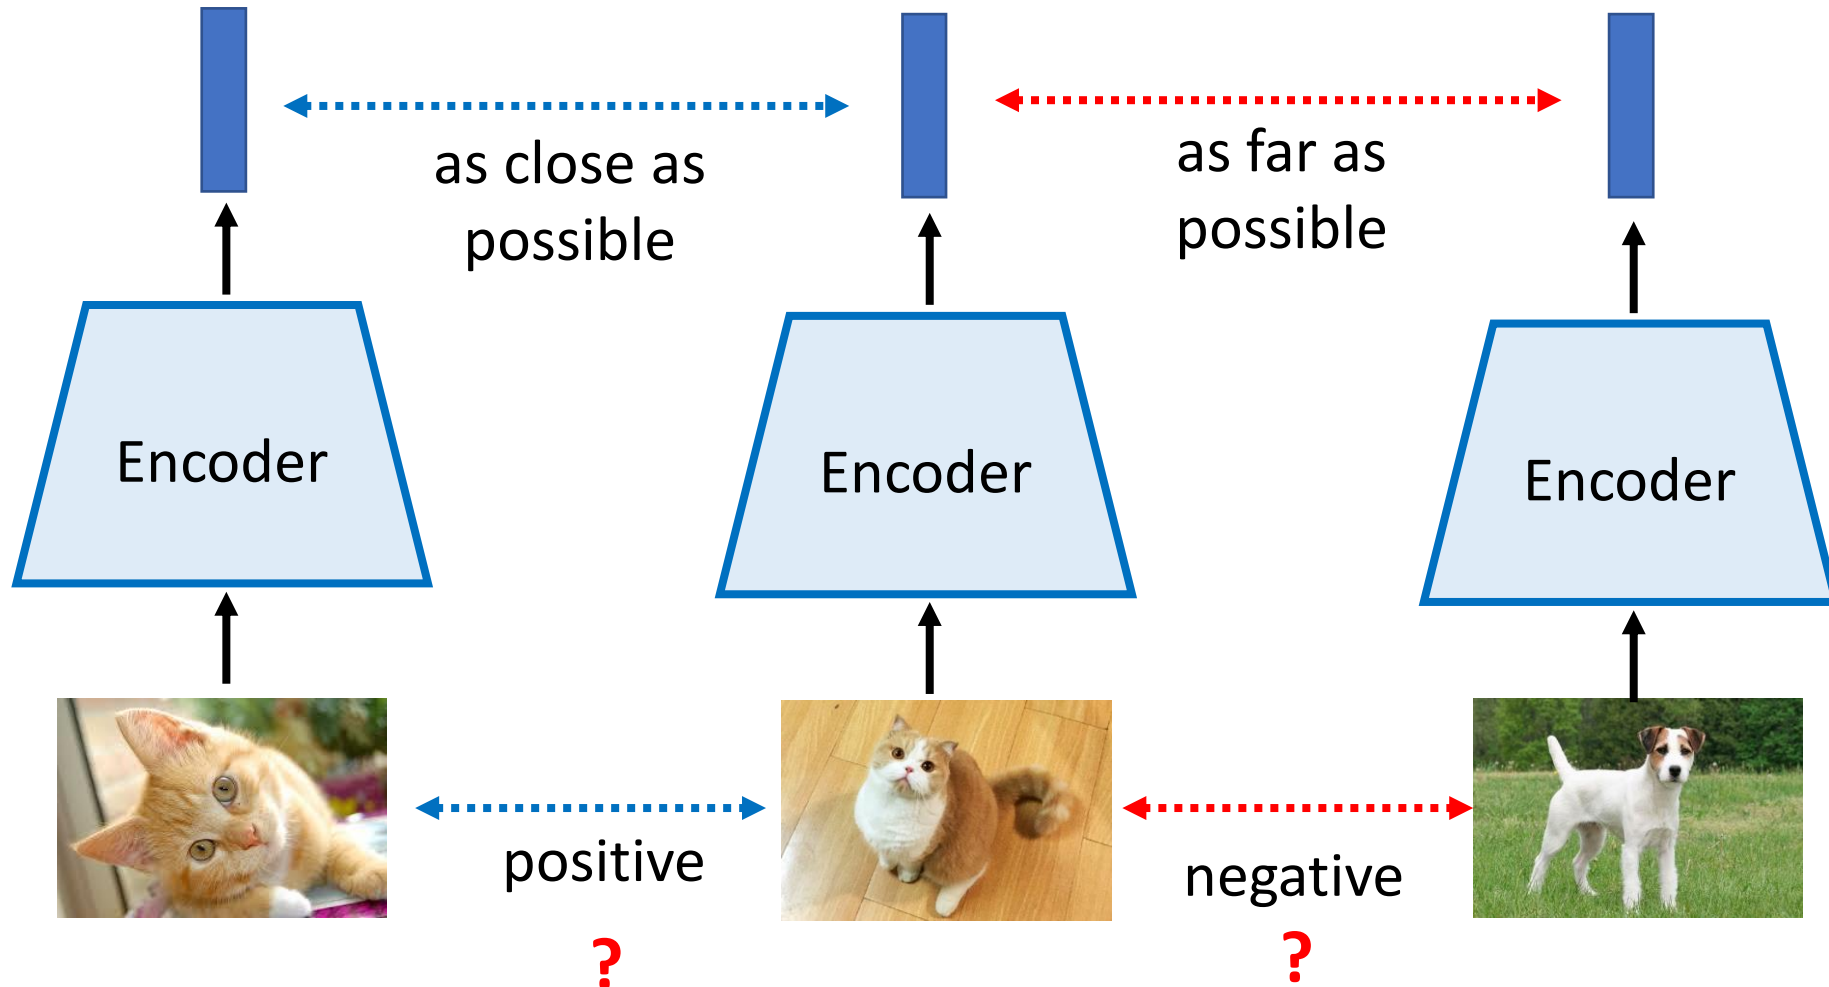 as close as
possible
as far as
possible
Encoder
Encoder
Encoder
positive
negative
?
?